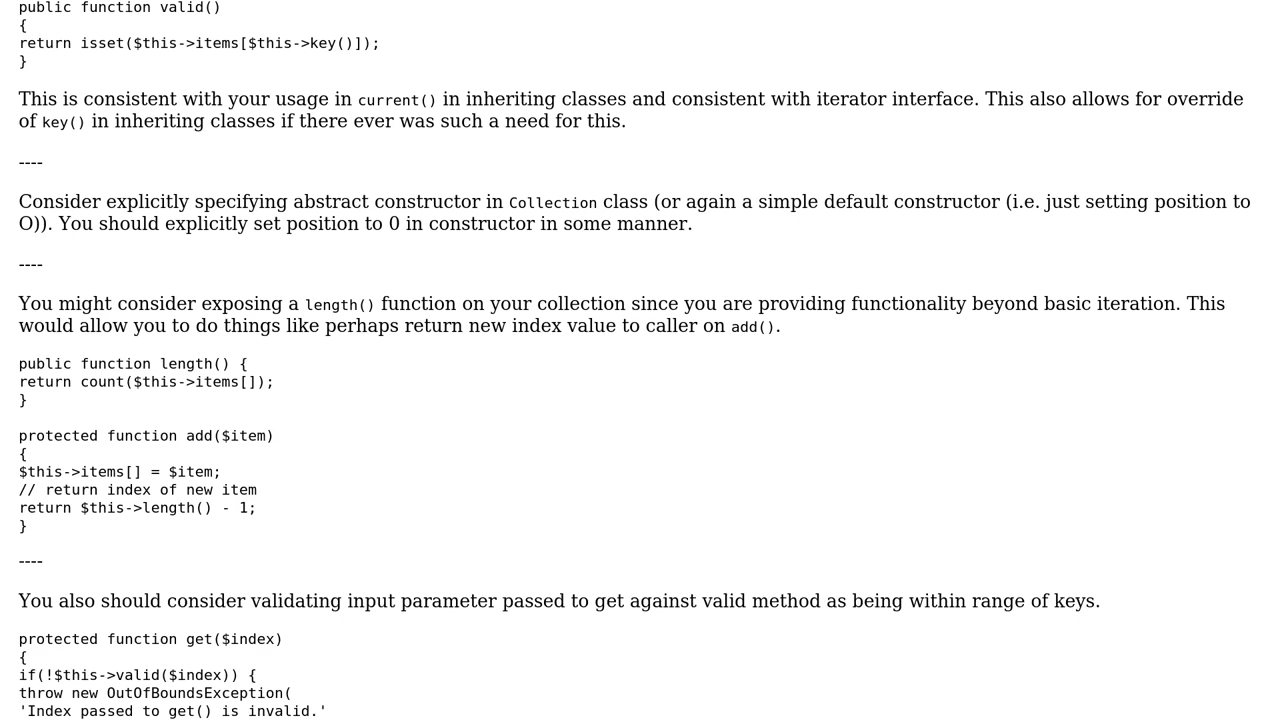 public function valid()
{
return isset($this->items[$this->key()]);
}
This is consistent with your usage in current() in inheriting classes and consistent with iterator interface. This also allows for override
of key() in inheriting classes if there ever was such a need for this.
----
Consider explicitly specifying abstract constructor in Collection class (or again a simple default constructor (i.e. just setting position to
O)). You should explicitly set position to 0 in constructor in some manner.
----
You might consider exposing a length() function on your collection since you are providing functionality beyond basic iteration. This
would allow you to do things like perhaps return new index value to caller on add().
public function length() {
return count($this->items[]);
}
protected function add($item)
{
$this->items[] = $item;
// return index of new item
return $this->length() - 1;
}
----
You also should consider validating input parameter passed to get against valid method as being within range of keys.
protected function get($index)
{
if(!$this->valid($index)) {
throw new OutOfBoundsException(
'Index passed to get() is invalid.'